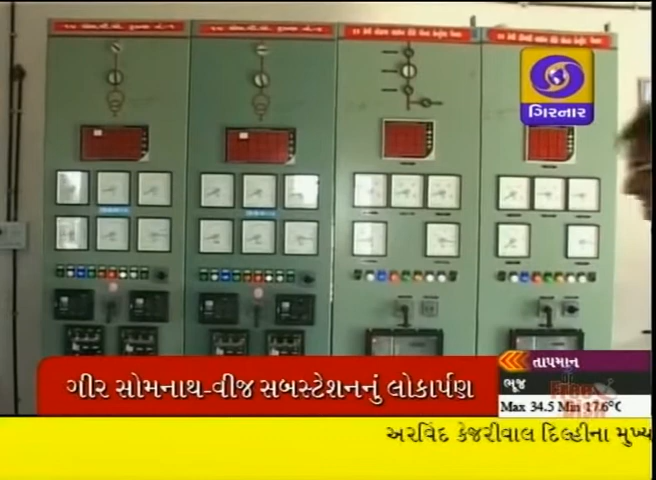 ગિરનાર
ગીર સોમનાથ-વીજ સબસ્ટેશનનું લોકાર્પણ
તાપમાન
ભૂજ
Max 34.5 Min 17.6°C
અરવિંદ કેજરીવાલ દિલ્હીના મુખ્ય